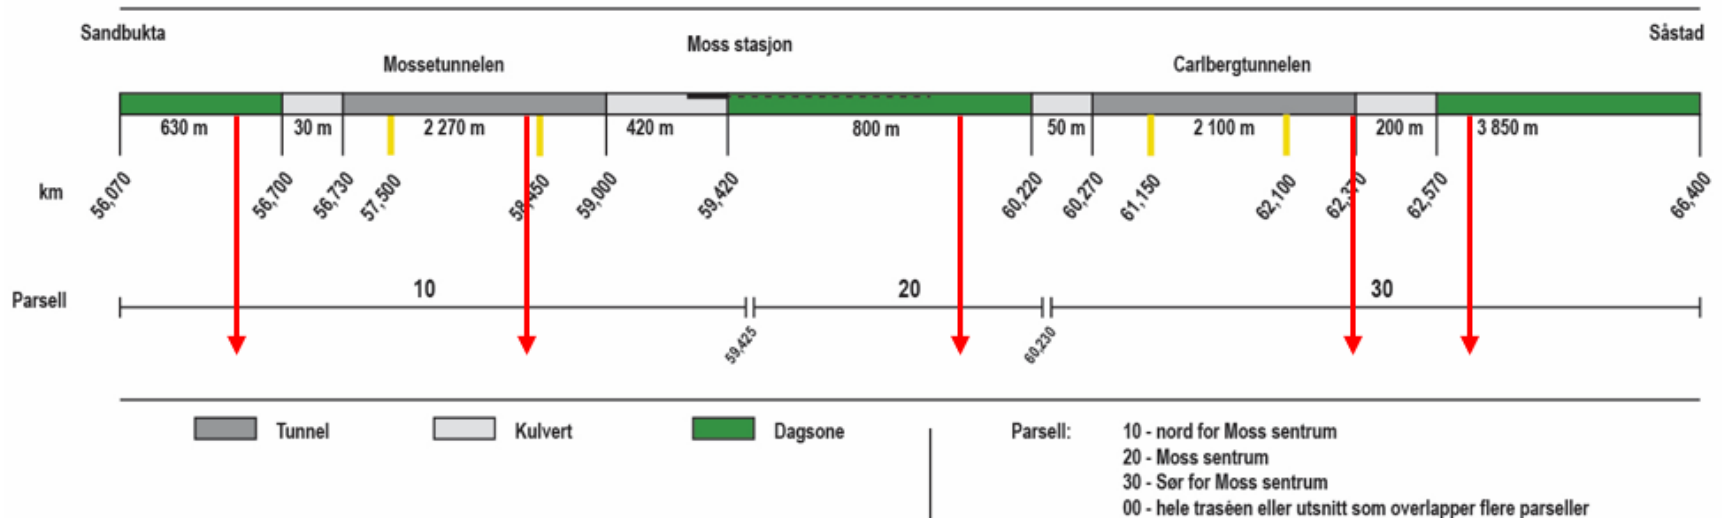 Sandbukta
Moss stasjon
Såstad
Mossetunnelen
Carlbergtunnelen
630 m
30 m
2 270 m
420 m
800 m
50 m
2 100 m
200 m
3 850 m
km
56,070
56,700
56,730
57,500
58,450
59,000
59,420
60,220
60,270
61,150
62,100
62,370
62,570
66,400
Parsell
10
20
30
59,425
60,230
Tunnel
Kulvert
Dagsone
Parsell:
10 - nord for Moss sentrum
20 - Moss sentrum
30 - Sør for Moss sentrum
00 - hele traséen eller utsnitt som overlapper flere parseller